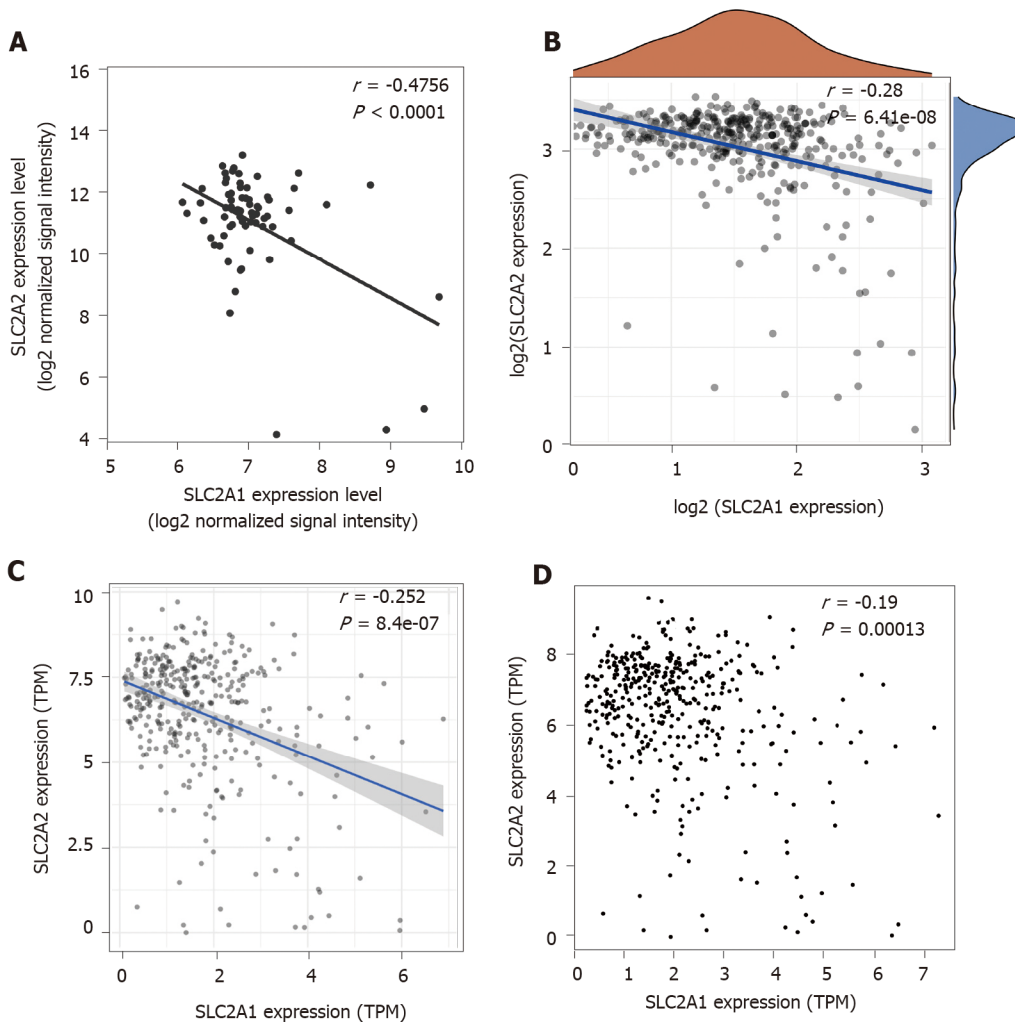 A
r = -0.4756
P < 0.0001
16
14
12
10
8
6
4
SLC2A2 expression level
(log2 normalized signal intensity)
5 6 7 8 9 10
SLC2A1 expression level
(log2 normalized signal intensity)
B
r = -0.28
P = 6.41e-08
3
2
1
0
log2(SLC2A2 expression)
0 1 2 3
log2 (SLC2A1 expression)
C
r = -0.252
P = 8.4e-07
10
7.5
5
2.5
0
SLC2A2 expression (TPM)
0 2 4 6
SLC2A1 expression (TPM)
D
r = -0.19
P = 0.00013
8
6
4
2
0
SLC2A2 expression (TPM)
0 1 2 3 4 5 6 7
SLC2A1 expression (TPM)